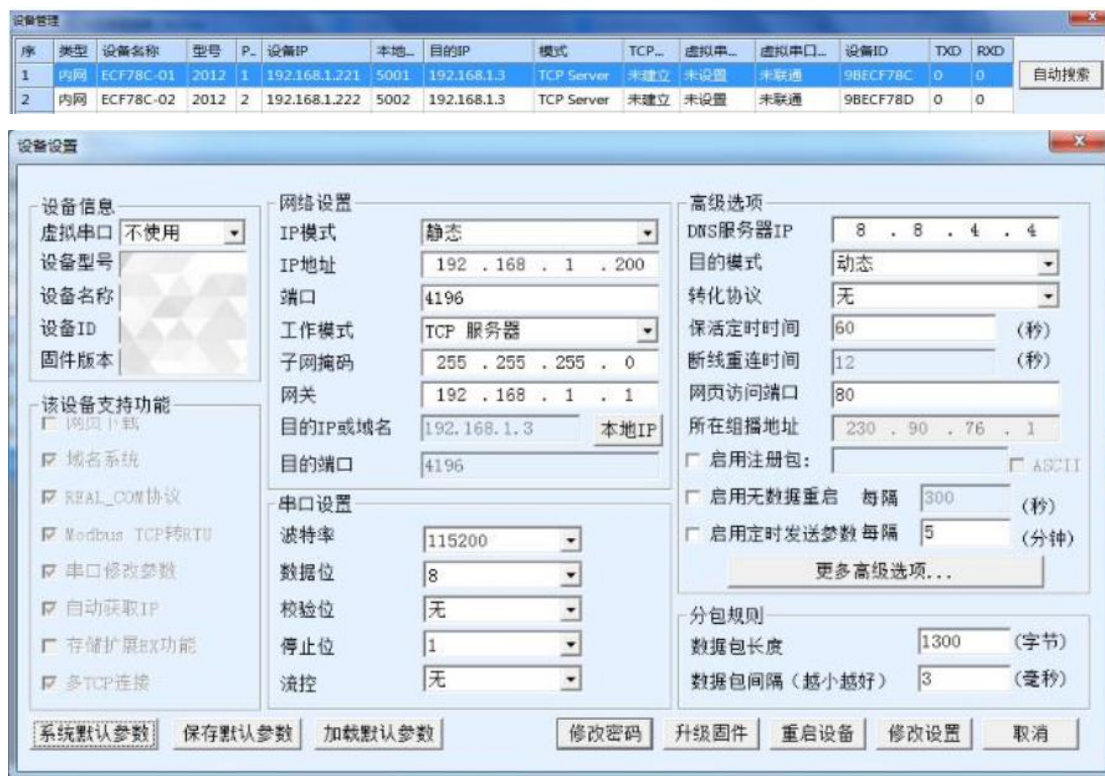 设备管理
序 类型 设备名称 型号 P.. 设备IP 本地... 目的IP 模式 TCP... 虚拟串... 虚拟串口... 设备ID TXD RXD
1 内网 ECF78C-01 2012 1 192.168.1.221 5001 192.168.1.3 TCP Server 未建立 未设置 未联通 9BECF78C 0 0
自动搜索
2 内网 ECF78C-02 2012 2 192.168.1.222 5002 192.168.1.3 TCP Server 未建立 未设置 未联通 9BECF78D 0 0
设备设置
设备信息
虚拟串口 不使用
设备型号
设备名称
设备ID
固件版本
该设备支持功能
网页下载
域名系统
REAL_COM协议
Modbus TCP转RTU
串口修改参数
自动获取IP
存储扩展EX功能
多TCP连接
网络设置
IP模式 静态
IP地址 192 . 168 . 1 . 200
端口 4196
工作模式 TCP 服务器
子网掩码 255 . 255 . 255 . 0
网关 192 . 168 . 1 . 1
目的IP或域名 192.168.1.3 本地IP
目的端口 4196
串口设置
波特率 115200
数据位 8
校验位 无
停止位 1
流控 无
高级选项
DNS服务器IP 8 . 8 . 4 . 4
目的模式 动态
转化协议 无
保活定时时间 60 (秒)
断线重连时间 12 (秒)
网页访问端口 80
所在组播地址 230 . 90 . 76 . 1
启用注册包: ASCII
启用无数据重启 每隔 300 (秒)
启用定时发送参数 每隔 5 (分钟)
更多高级选项...
分包规则
数据包长度 1300 (字节)
数据包间隔(越小越好) 3 (毫秒)
系统默认参数 保存默认参数 加载默认参数 修改密码 升级固件 重启设备 修改设置 取消